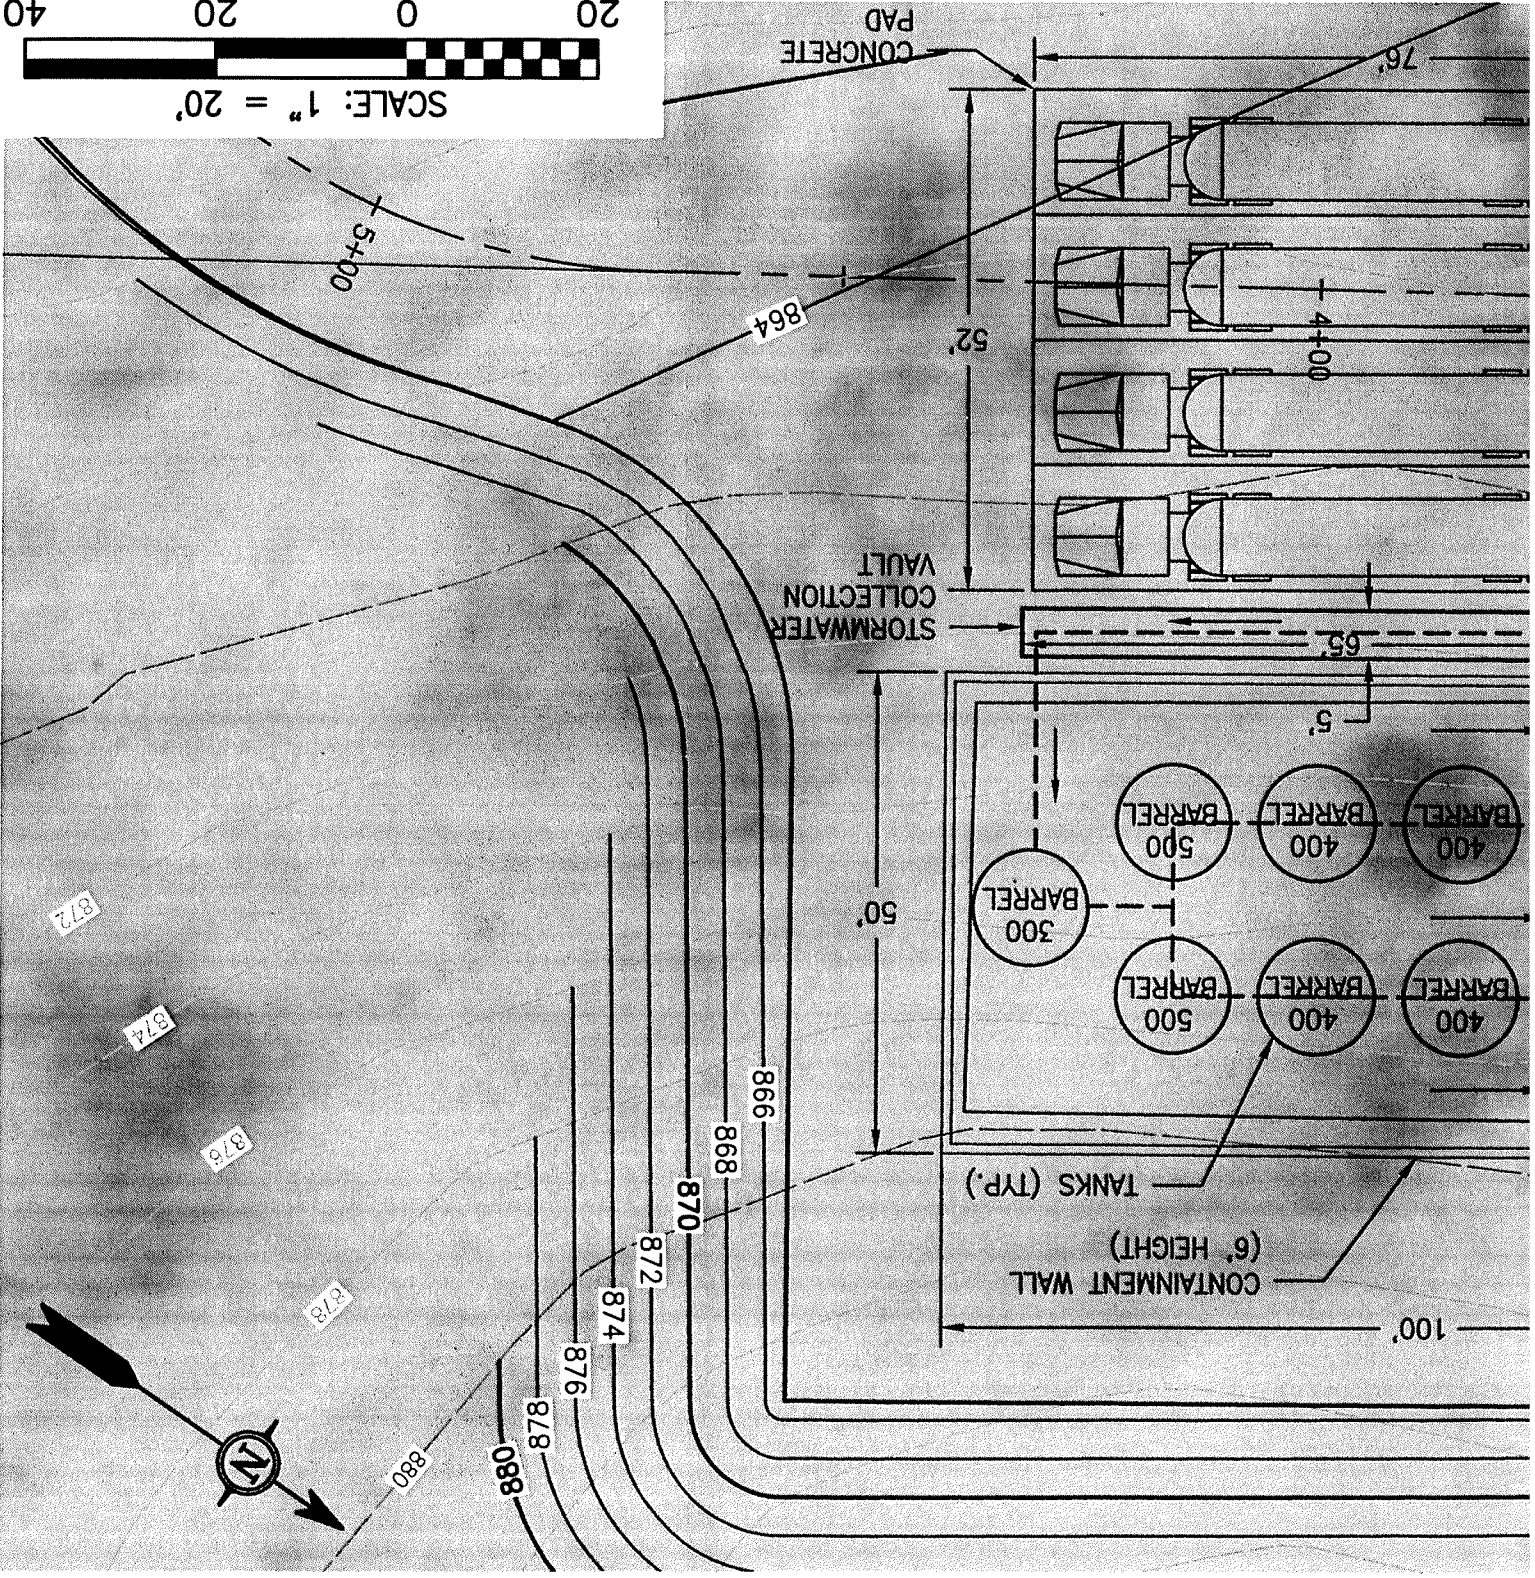 40 20 0 20
SCALE: 1" = 20'
CONCRETE
PAD
76'
5+00
864
52'
4+00
STORMWATER
COLLECTION
VAULT
65'
5'
500
BARREL
400
BARREL
400
BARREL
300
BARREL
50'
500
BARREL
400
BARREL
400
BARREL
TANKS (TYP.)
CONTAINMENT WALL
(6' HEIGHT)
100'
866
868
870
872
874
876
878
880
872
874
876
878
880
N